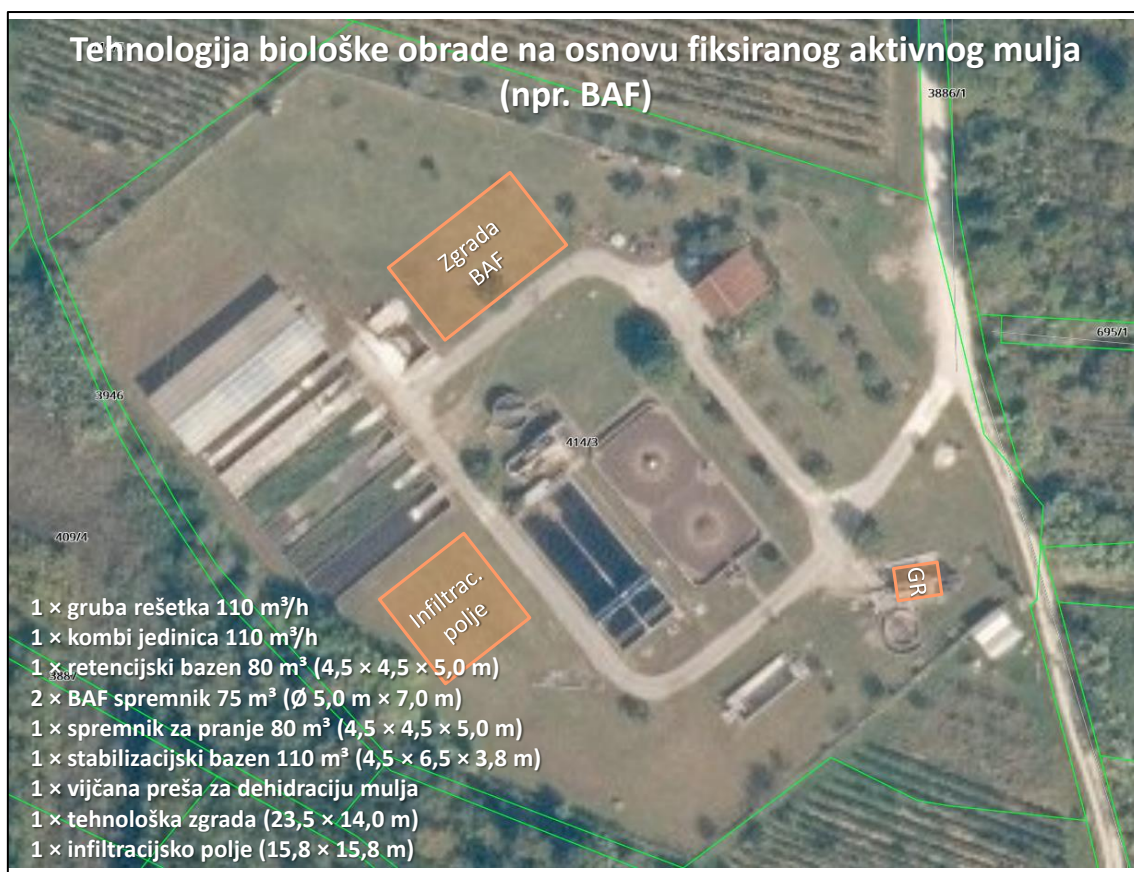 Tehnologija biološke obrade na osnovu fiksiranog aktivnog mulja
(npr. BAF)
3886/1
Zgrada
BAF
695/1
3946
414/3
409/4
GR
Infiltrac.
polje
1 × gruba rešetka 110 m³/h
1 × kombi jedinica 110 m³/h
1 × retencijski bazen 80 m³ (4,5 × 4,5 × 5,0 m)
2 × BAF spremnik 75 m³ (Ø 5,0 m × 7,0 m)
1 × spremnik za pranje 80 m³ (4,5 × 4,5 × 5,0 m)
1 × stabilizacijski bazen 110 m³ (4,5 × 6,5 × 3,8 m)
1 × vijčana preša za dehidraciju mulja
1 × tehnološka zgrada (23,5 × 14,0 m)
1 × infiltracijsko polje (15,8 × 15,8 m)